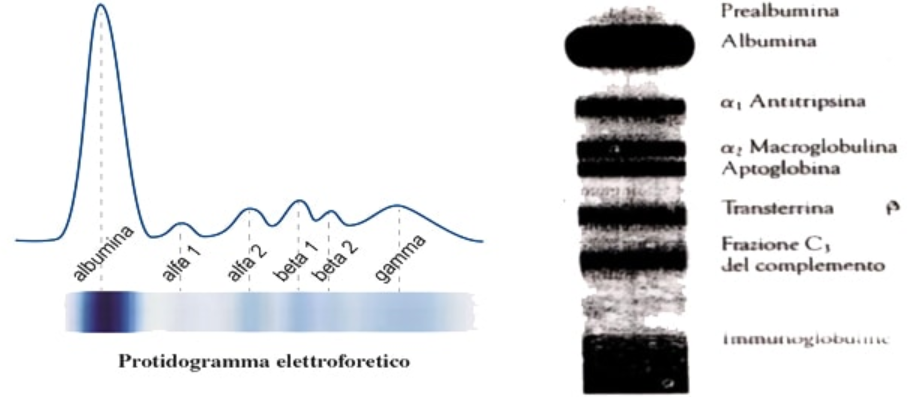 albumina
alfa 1
alfa 2
beta 1
beta 2
gamma
Protidogramma elettroforetico
Prealbumina
Albumina
α₁ Antitripsina
α₂ Macroglobulina
Aptoglobina
Transterrina
Frazione C₃
del complemento
Immunoglobuline